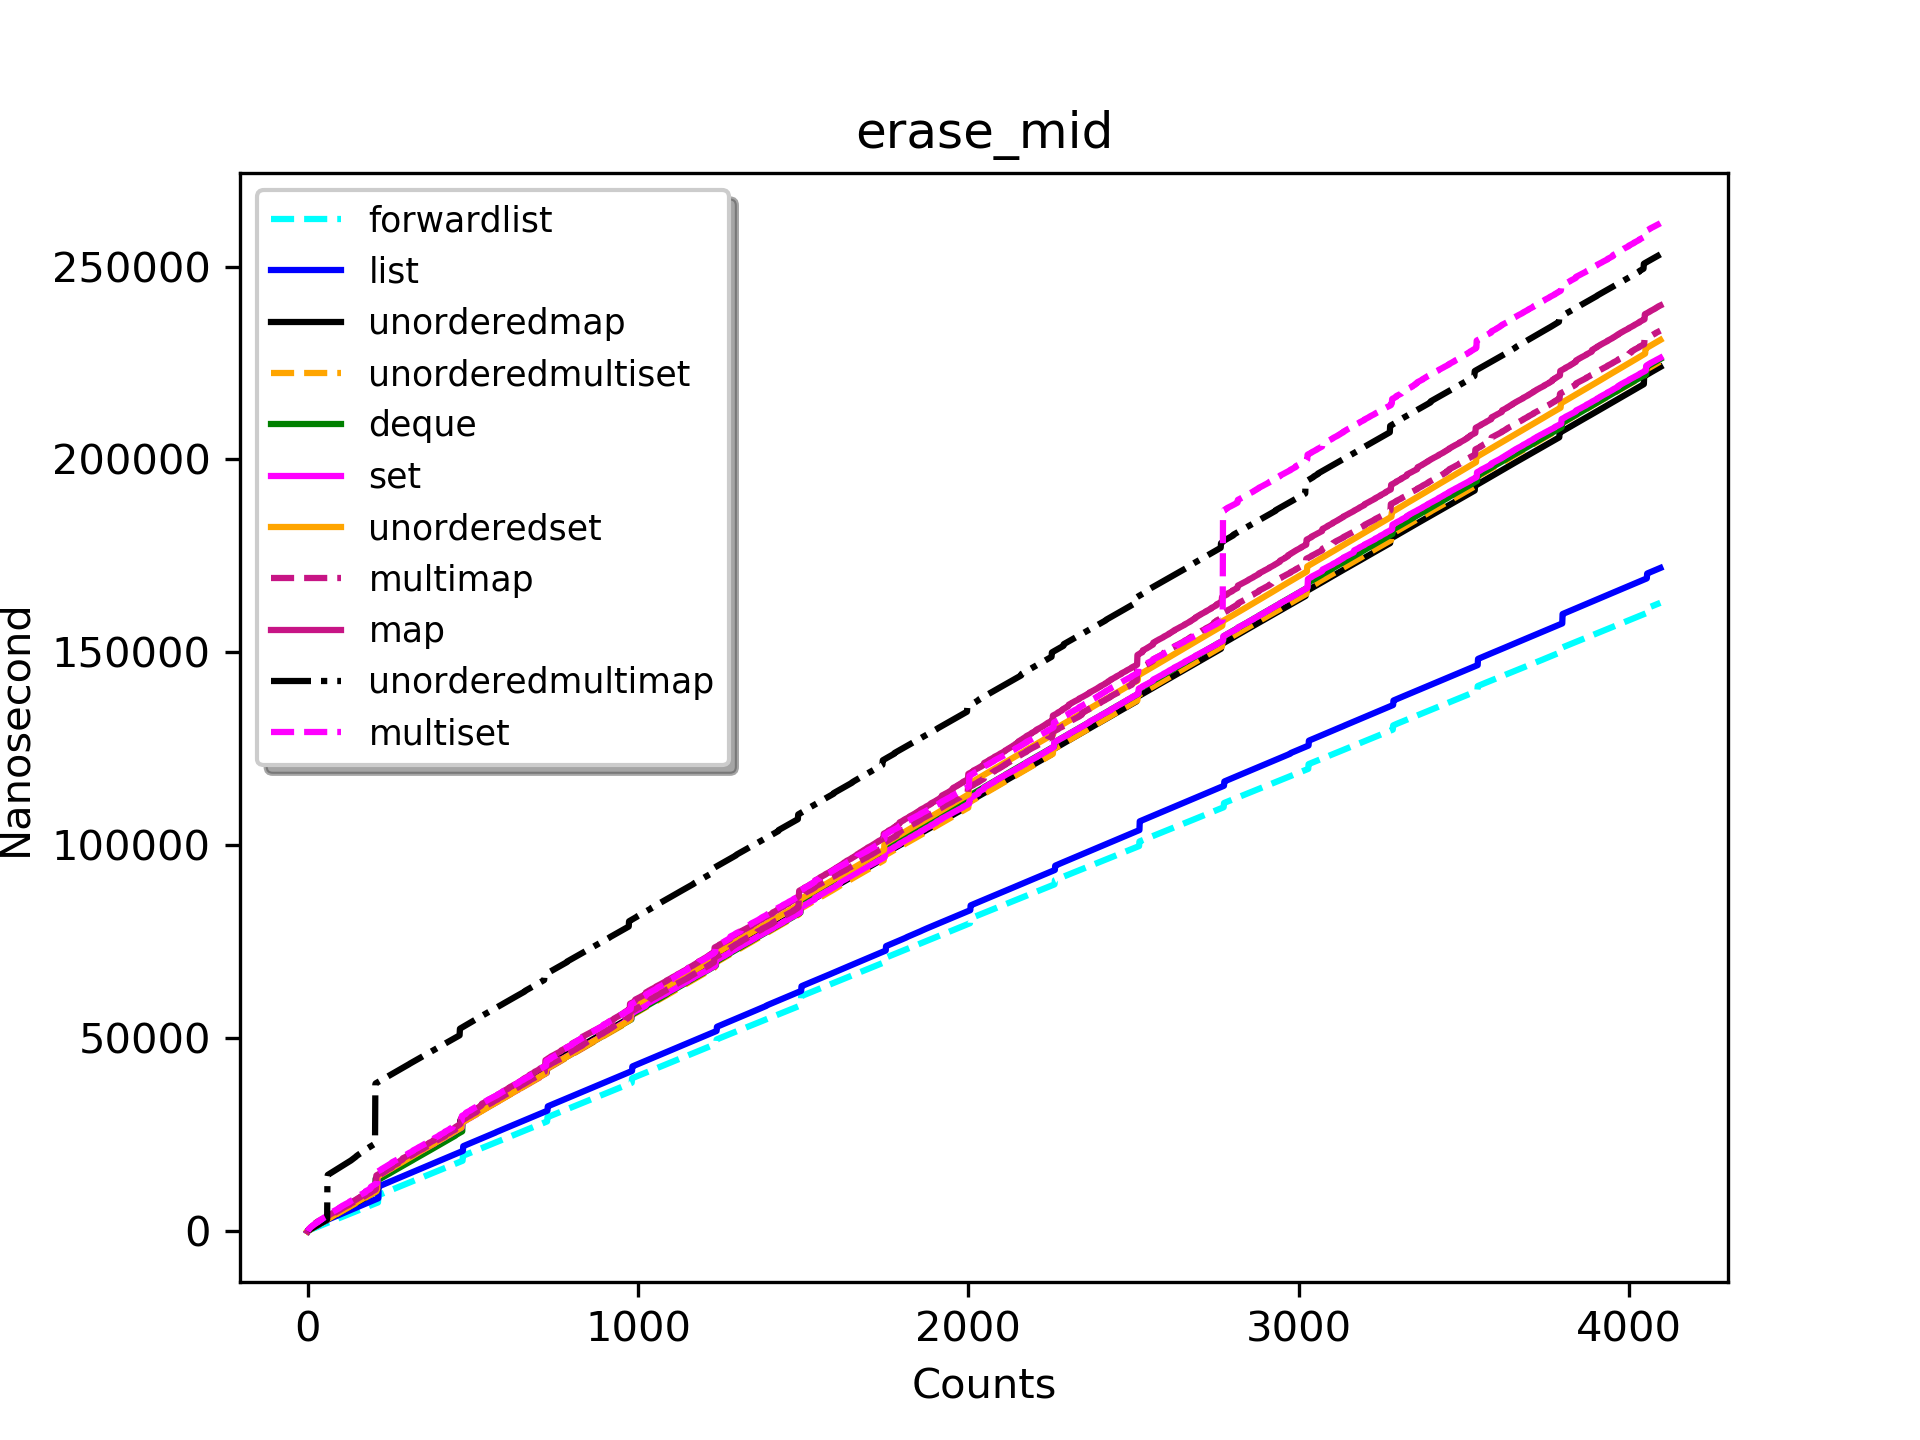 erase_mid
forwardlist
list
unorderedmap
unorderedmultiset
deque
set
unorderedset
multimap
map
unorderedmultimap
multiset
Nanosecond
250000
200000
150000
100000
50000
0
0 1000 2000 3000 4000
Counts